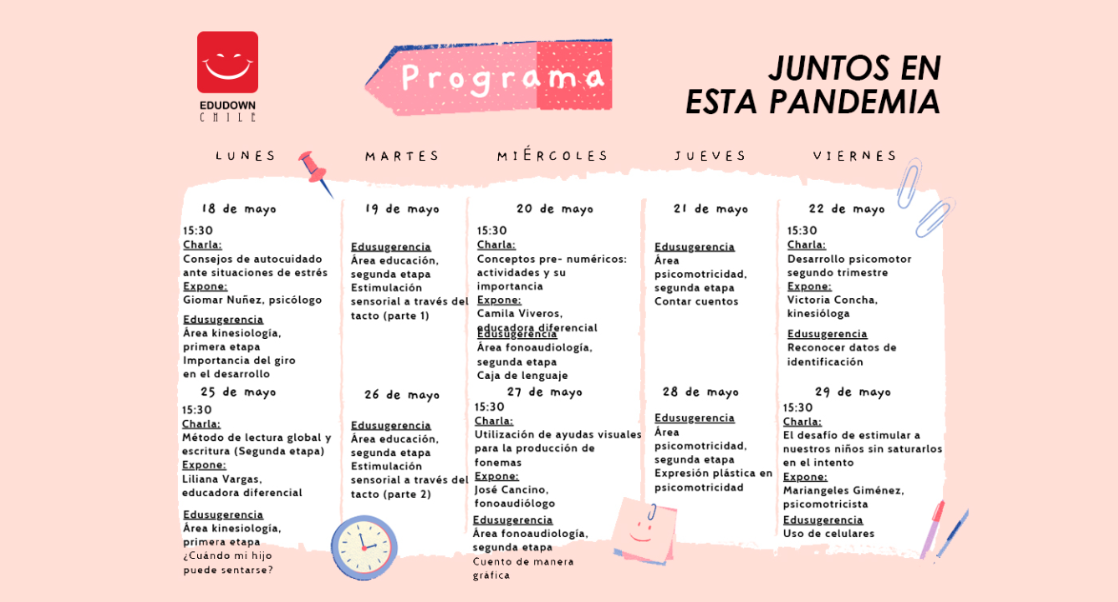 EDUDOWN
CHILE
Programa
JUNTOS EN
ESTA PANDEMIA
LUNES
MARTES
MIÉRCOLES
JUEVES
VIERNES
18 de mayo
15:30
Charla:
Consejos de autocuidado
ante situaciones de estrés
Expone:
Giomar Nuñez, psicólogo
Edusugerencia
Área kinesiología,
primera etapa
Importancia del giro
en el desarrollo
19 de mayo
Edusugerencia
Área educación,
segunda etapa
Estimulación
sensorial a través del
tacto (parte 1)
20 de mayo
15:30
Charla:
Conceptos pre- numéricos:
actividades y su
importancia
Expone:
Camila Viveros,
educadora diferencial
Edusugerencia
Área fonoaudiología,
segunda etapa
Caja de lenguaje
21 de mayo
Edusugerencia
Área
psicomotricidad,
segunda etapa
Contar cuentos
22 de mayo
15:30
Charla:
Desarrollo psicomotor
segundo trimestre
Expone:
Victoria Concha,
kinesióloga
Edusugerencia
Reconocer datos de
identificación
25 de mayo
15:30
Charla:
Método de lectura global y
escritura (Segunda etapa)
Expone:
Liliana Vargas,
educadora diferencial
Edusugerencia
Área kinesiología,
primera etapa
¿Cuándo mi hijo
puede sentarse?
26 de mayo
Edusugerencia
Área educación,
segunda etapa
Estimulación
sensorial a través del
tacto (parte 2)
27 de mayo
15:30
Charla:
Utilización de ayudas visuales
para la producción de
fonemas
Expone:
José Cancino,
fonoaudiólogo
Edusugerencia
Área fonoaudiología,
segunda etapa
Cuento de manera
gráfica
28 de mayo
Edusugerencia
Área
psicomotricidad,
segunda etapa
Expresión plástica en
psicomotricidad
29 de mayo
15:30
Charla:
El desafío de estimular a
nuestros niños sin saturarlos
en el intento
Expone:
Mariangeles Giménez,
psicomotricista
Edusugerencia
Uso de celulares